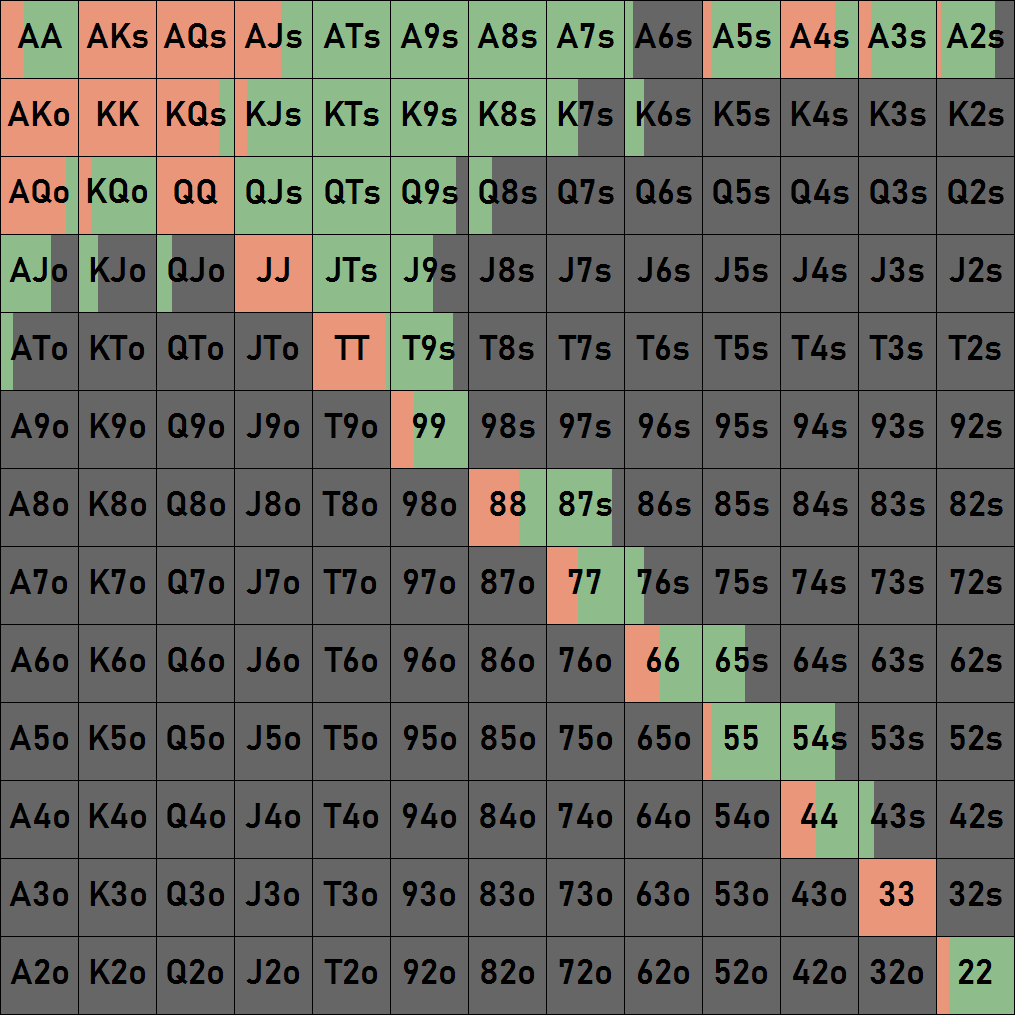 AA AKs AQs AJs ATs A9s A8s A7s A6s A5s A4s A3s A2s
AKo KK KQs KJs KTs K9s K8s K7s K6s K5s K4s K3s K2s
AQo KQo QQ QJs QTs Q9s Q8s Q7s Q6s Q5s Q4s Q3s Q2s
AJo KJo QJo JJ JTs J9s J8s J7s J6s J5s J4s J3s J2s
ATo KTo QTo JTo TT T9s T8s T7s T6s T5s T4s T3s T2s
A9o K9o Q9o J9o T9o 99 98s 97s 96s 95s 94s 93s 92s
A8o K8o Q8o J8o T8o 98o 88 87s 86s 85s 84s 83s 82s
A7o K7o Q7o J7o T7o 97o 87o 77 76s 75s 74s 73s 72s
A6o K6o Q6o J6o T6o 96o 86o 76o 66 65s 64s 63s 62s
A5o K5o Q5o J5o T5o 95o 85o 75o 65o 55 54s 53s 52s
A4o K4o Q4o J4o T4o 94o 84o 74o 64o 54o 44 43s 42s
A3o K3o Q3o J3o T3o 93o 83o 73o 63o 53o 43o 33 32s
A2o K2o Q2o J2o T2o 92o 82o 72o 62o 52o 42o 32o 22